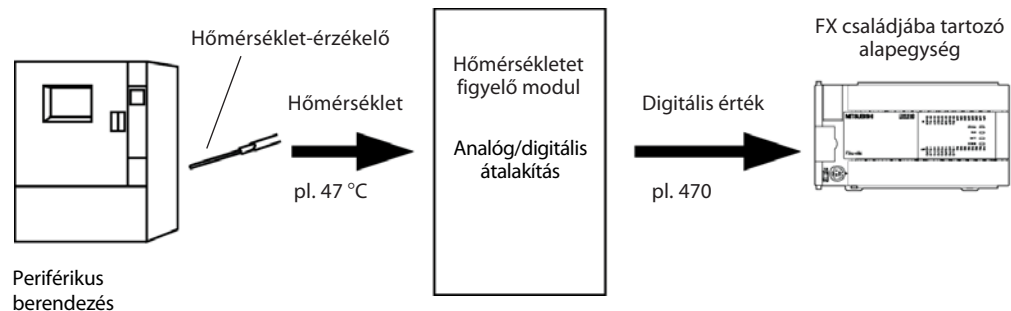 Hőmérséklet-érzékelő
Hőmérséklet
pl. 47 °C
Periférikus
berendezés
Hőmérsékletet
figyelő modul
Analóg/digitális
átalakítás
Digitális érték
pl. 470
FX családjába tartozó
alapegység
MITSUBISHI